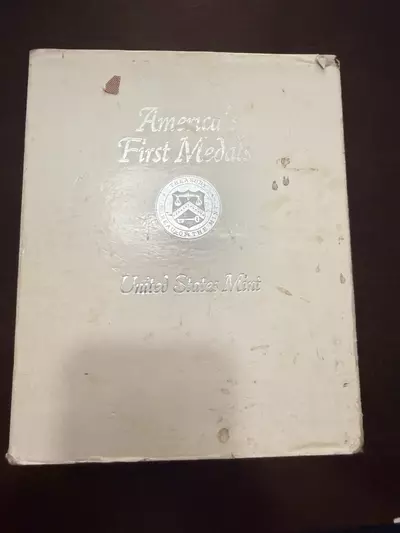 America's
First Medals
United States Mint